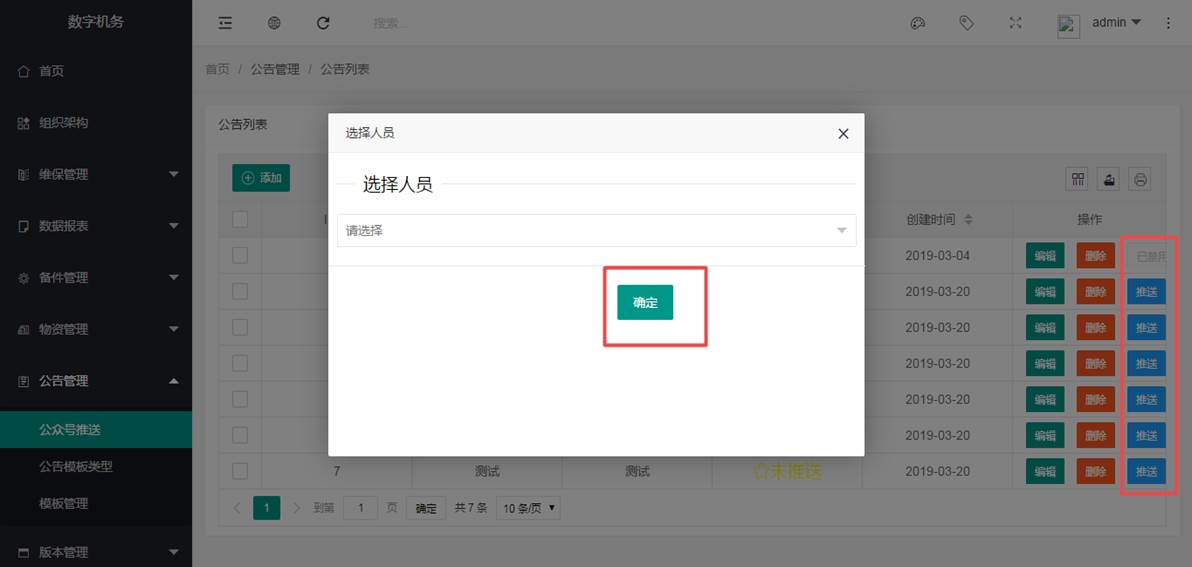 数字机务
搜索...
admin
首页
组织架构
维保管理
数据报表
备件管理
物资管理
公告管理
公众号推送
公告模板类型
模板管理
版本管理
首页 / 公告管理 / 公告列表
公告列表
添加
选择人员
选择人员
请选择
确定
创建时间 操作
2019-03-04 编辑 删除 已禁用
2019-03-20 编辑 删除 推送
2019-03-20 编辑 删除 推送
2019-03-20 编辑 删除 推送
2019-03-20 编辑 删除 推送
2019-03-20 编辑 删除 推送
7 测试 测试 未推送 2019-03-20 编辑 删除 推送
1 到第 1 页 确定 共 7 条 10 条/页